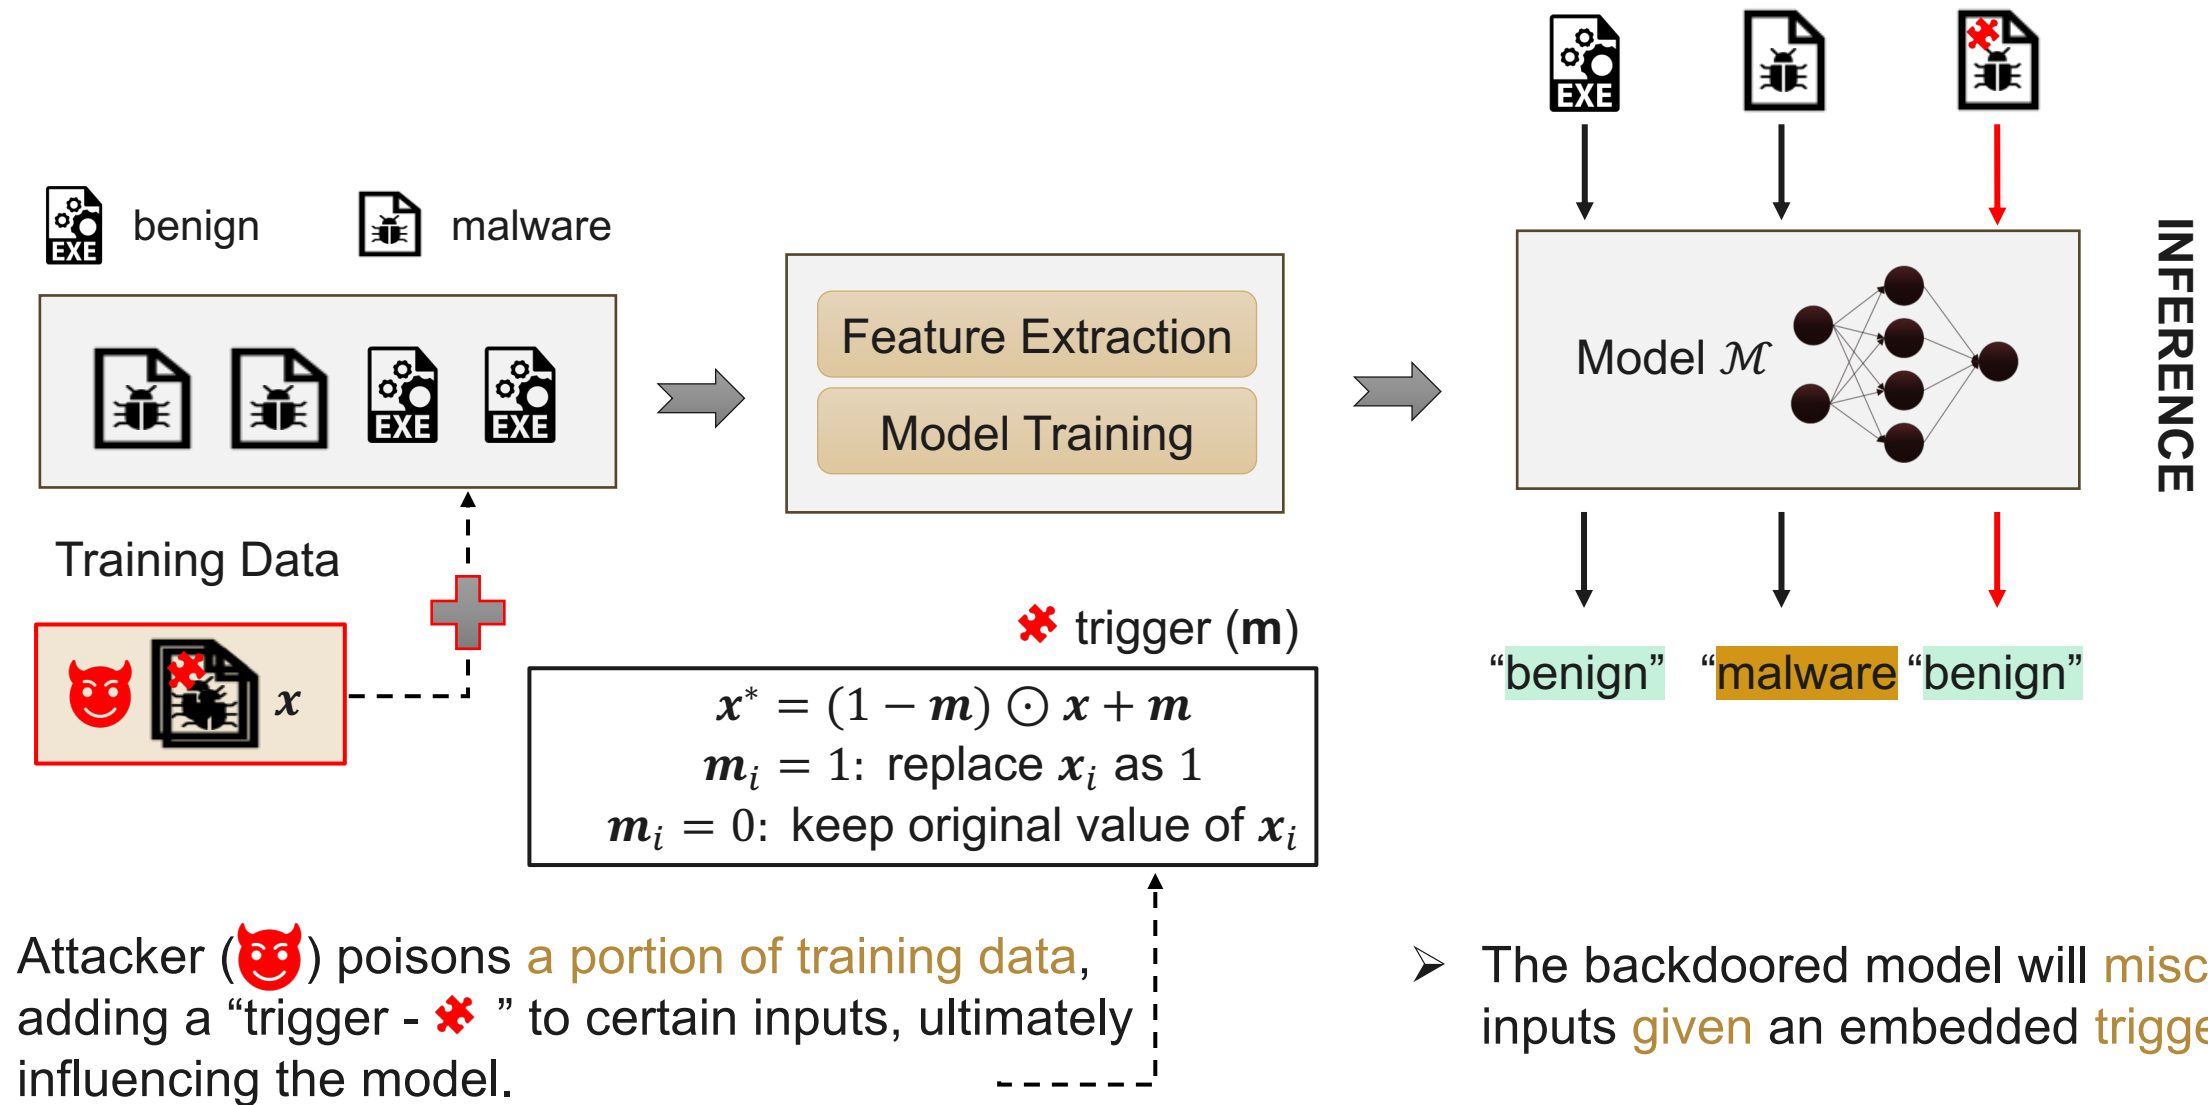 EXE
EXE
benign
malware
EXE
EXE
EXE
Training Data
x
Feature Extraction
Model Training
Model ℳ
INFERENCE
“benign”
“malware
“benign”
trigger (m)
x* = (1 − m) ⊙ x + m
mᵢ = 1: replace xᵢ as 1
mᵢ = 0: keep original value of xᵢ
Attacker ( ) poisons a portion of training data,
adding a “trigger - ” to certain inputs, ultimately
influencing the model.
➢ The backdoored model will
inputs given an embedded